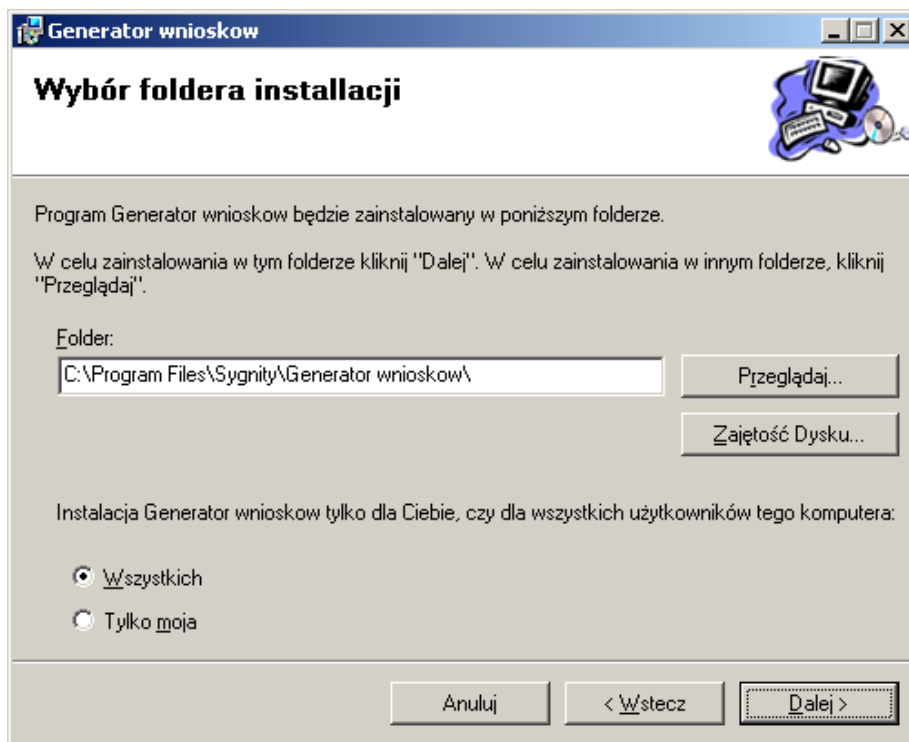 Generator wnioskow
Wybór foldera installacji
Program Generator wnioskow będzie zainstalowany w poniższym folderze.
W celu zainstalowania w tym folderze kliknij "Dalej". W celu zainstalowania w innym folderze, kliknij
"Przeglądaj".
Folder:
C:\Program Files\Sygnity\Generator wnioskow\
Przeglądaj...
Zajętość Dysku...
Instalacja Generator wnioskow tylko dla Ciebie, czy dla wszystkich użytkowników tego komputera:
Wszystkich
Tylko moja
Anuluj
< Wstecz
Dalej >